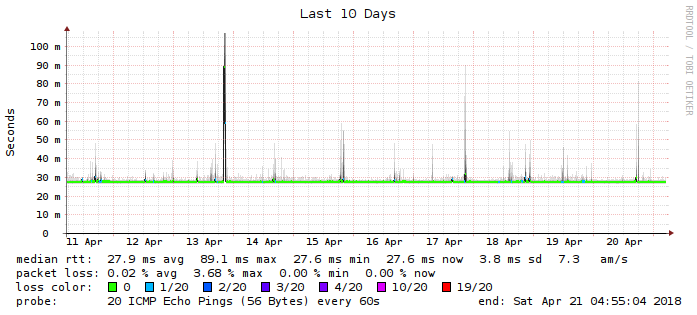 Last 10 Days
RRDTOOL / TOBI OETIKER
Seconds
100 m
90 m
80 m
70 m
60 m
50 m
40 m
30 m
20 m
10 m
0
11 Apr 12 Apr 13 Apr 14 Apr 15 Apr 16 Apr 17 Apr 18 Apr 19 Apr 20 Apr
median rtt: 27.9 ms avg 89.1 ms max 27.6 ms min 27.6 ms now 3.8 ms sd 7.3 am/s
packet loss: 0.02 % avg 3.68 % max 0.00 % min 0.00 % now
loss color: 0 1/20 2/20 3/20 4/20 10/20 19/20
probe: 20 ICMP Echo Pings (56 Bytes) every 60s end: Sat Apr 21 04:55:04 2018